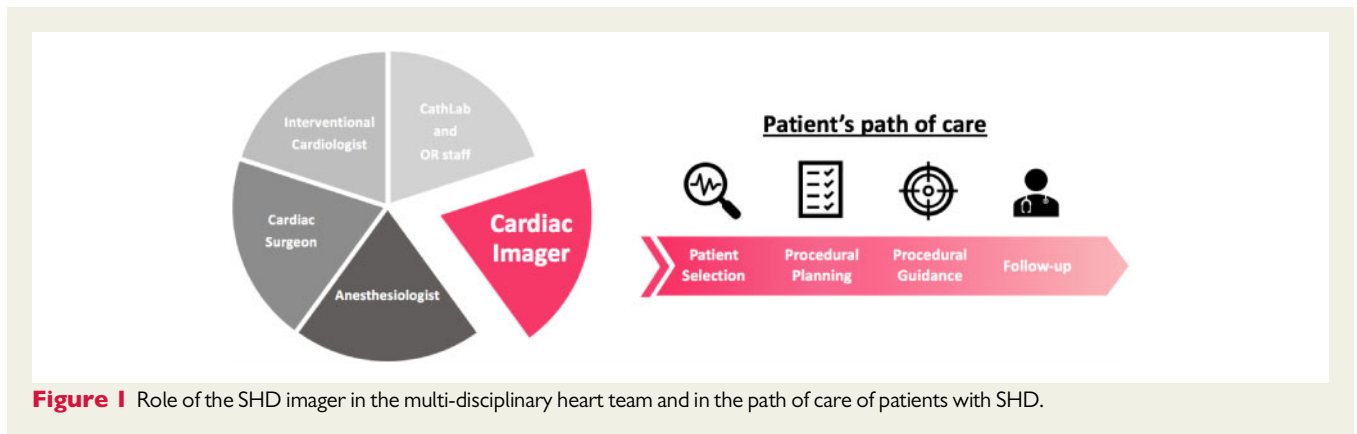 Interventional
Cardiologist
CathLab
and
OR staff
Cardiac
Imager
Cardiac
Surgeon
Anesthesiologist
Patient's path of care
Patient
Selection
Procedural
Planning
Procedural
Guidance
Follow-up
Figure 1 Role of the SHD imager in the multi-disciplinary heart team and in the path of care of patients with SHD.